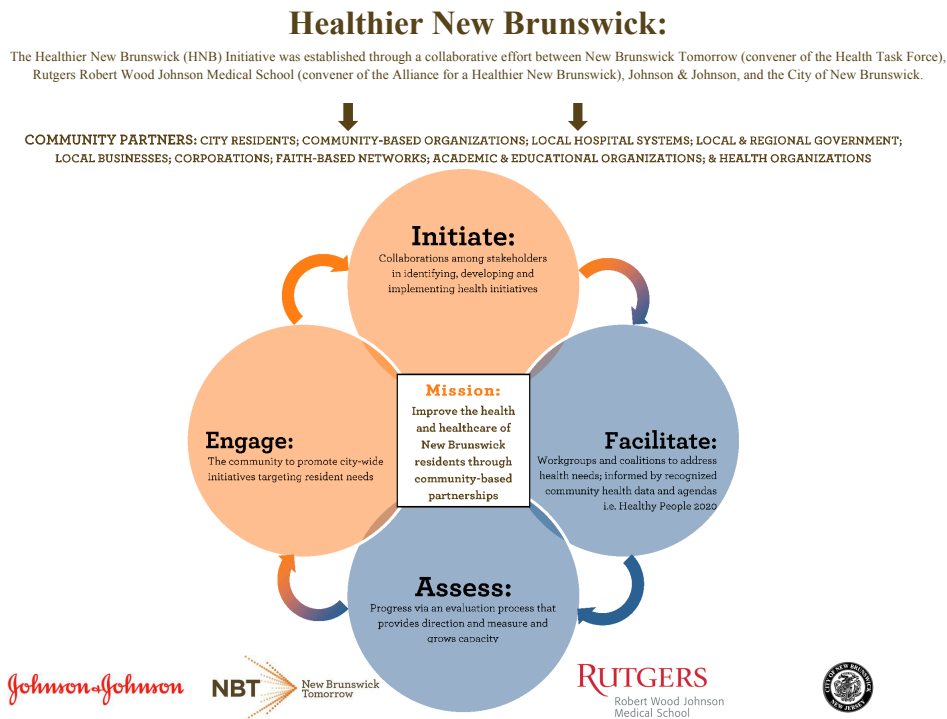 Healthier New Brunswick:
The Healthier New Brunswick (HNB) Initiative was established through a collaborative effort between New Brunswick Tomorrow (convener of the Health Task Force),
Rutgers Robert Wood Johnson Medical School (convener of the Alliance for a Healthier New Brunswick), Johnson & Johnson, and the City of New Brunswick.
COMMUNITY PARTNERS: CITY RESIDENTS; COMMUNITY-BASED ORGANIZATIONS; LOCAL HOSPITAL SYSTEMS; LOCAL & REGIONAL GOVERNMENT;
LOCAL BUSINESSES; CORPORATIONS; FAITH-BASED NETWORKS; ACADEMIC & EDUCATIONAL ORGANIZATIONS; & HEALTH ORGANIZATIONS
Initiate:
Collaborations among stakeholders
in identifying, developing and
implementing health initiatives
Mission:
Improve the health
and healthcare of
New Brunswick
residents through
community-based
partnerships
Engage:
The community to promote city-wide
initiatives targeting resident needs
Facilitate:
Workgroups and coalitions to address
health needs; informed by recognized
community health data and agendas
i.e. Healthy People 2020
Assess:
Progress via an evaluation process that
provides direction and measure and
grows capacity
Johnson & Johnson
NBT
New Brunswick
Tomorrow
RUTGERS
Robert Wood Johnson
Medical School
CITY OF NEW BRUNSWICK
NEW JERSEY